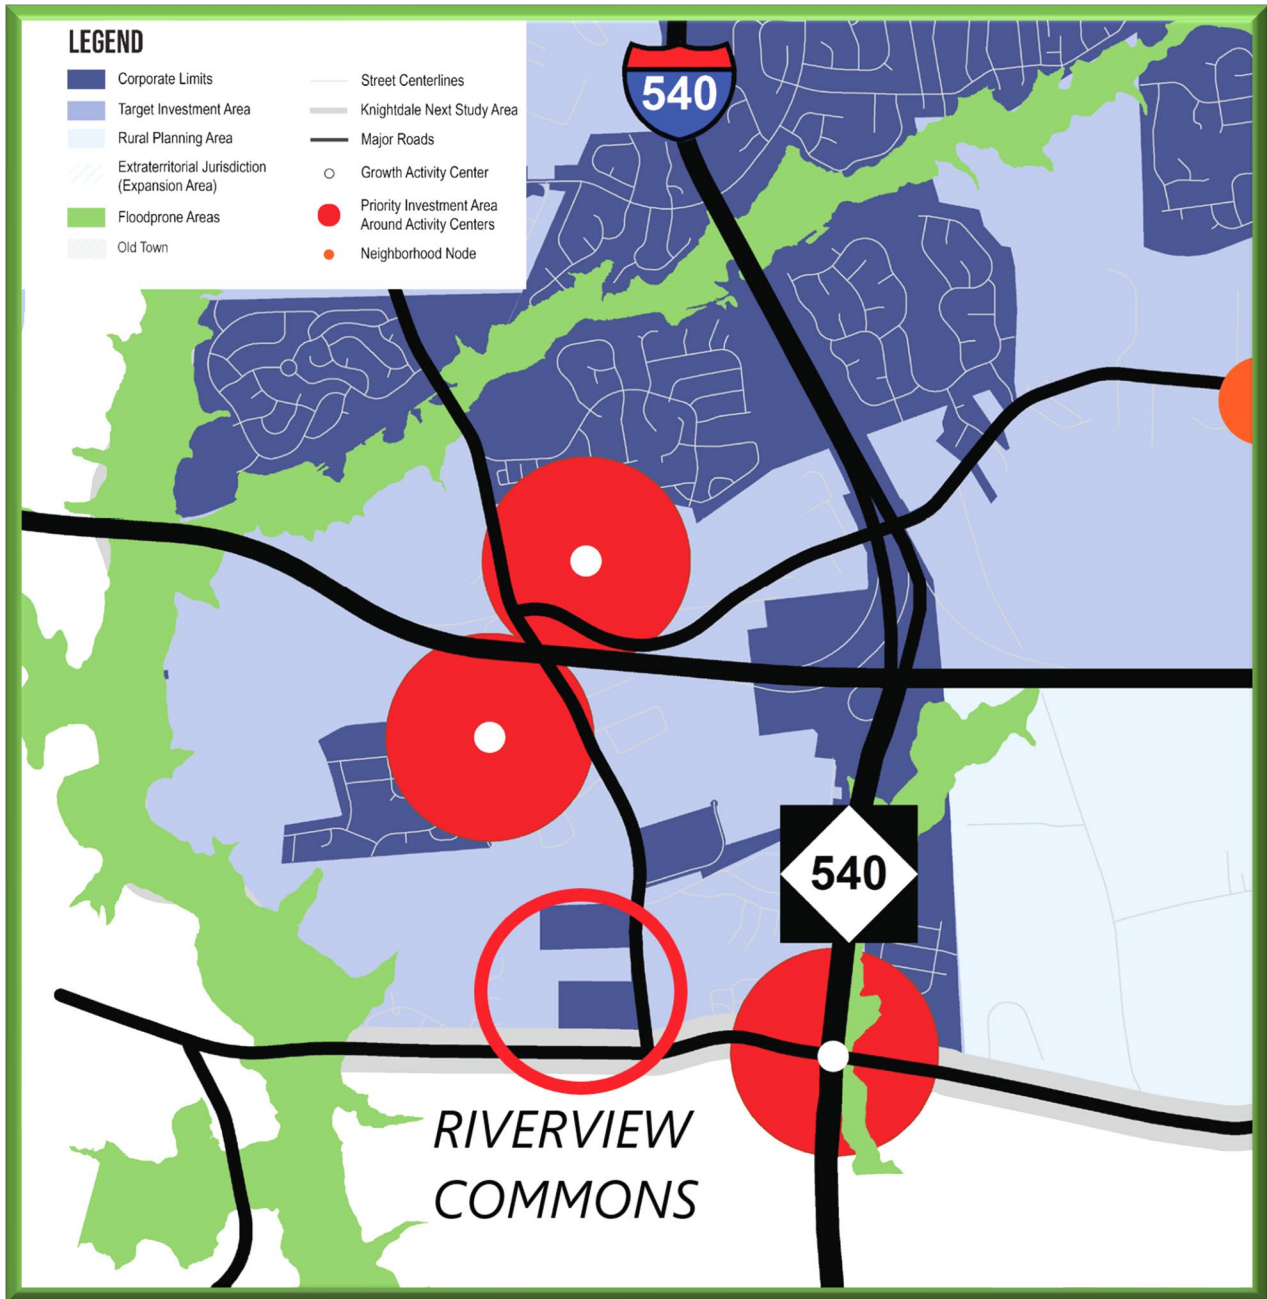 LEGEND
Corporate Limits
Target Investment Area
Rural Planning Area
Extraterritorial Jurisdiction
(Expansion Area)
Floodprone Areas
Old Town
Street Centerlines
Knightdale Next Study Area
Major Roads
Growth Activity Center
Priority Investment Area
Around Activity Centers
Neighborhood Node
540
540
RIVERVIEW
COMMONS